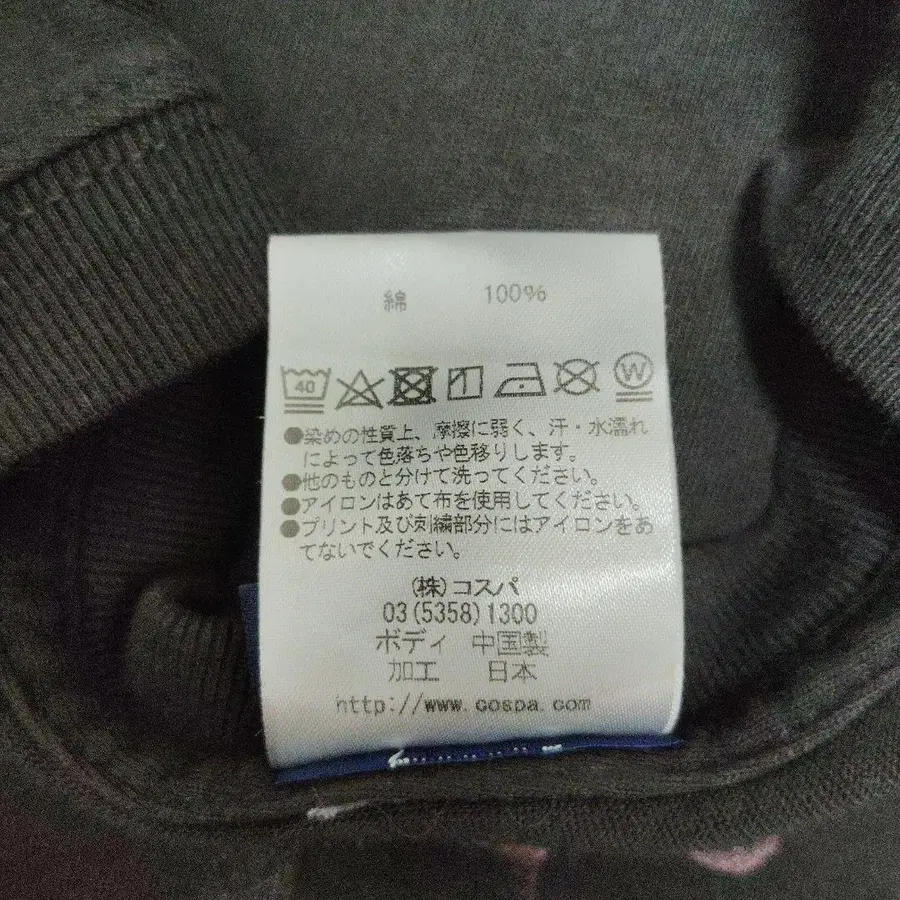 綿 100%
40 W
●染めの性質上、摩擦に弱く、汗・水濡れ
によって色落ちや色移りします。
●他のものと分けて洗ってください。
●アイロンはあて布を使用してください。
●プリント及び刺繍部分にはアイロンをあ
てないでください。
(株)コスパ
03(5358)1300
ボディ 中国製
加工 日本
http://www.cospa.com